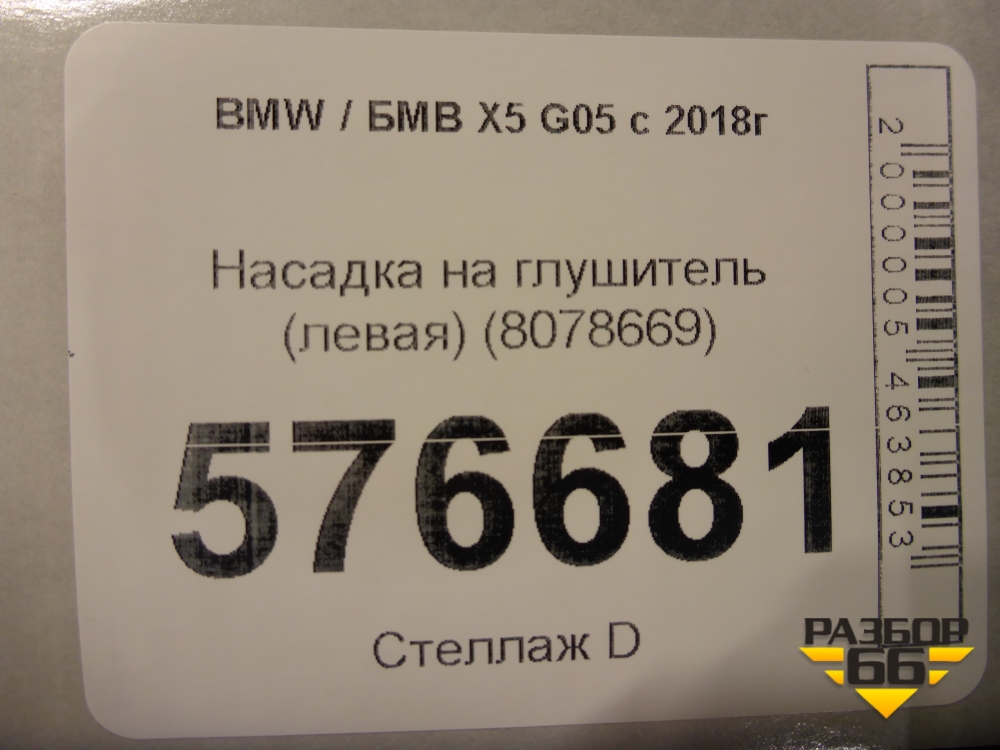 BMW / БМВ X5 G05 с 2018г
Насадка на глушитель
(левая) (8078669)
576681
Стеллаж D
2000005463853
РАЗБОР
66